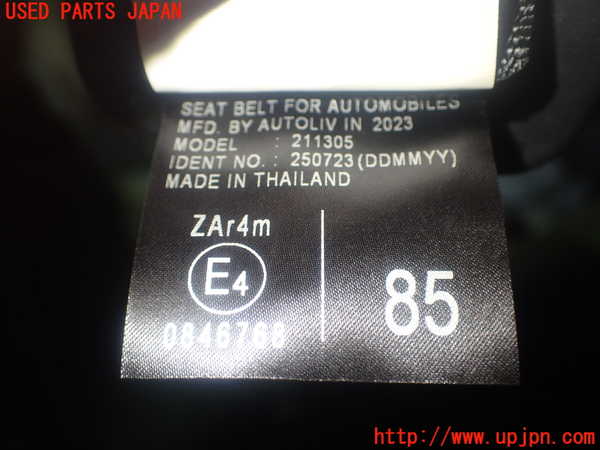 USED PARTS JAPAN
SEAT BELT FOR AUTOMOBILES
MFD. BY AUTOLIV IN 2023
MODEL : 211305
IDENT NO. : 250723 (DDMMYY)
MADE IN THAILAND
ZAr4m
E4
85
0846768
http://www.upjpn.com/